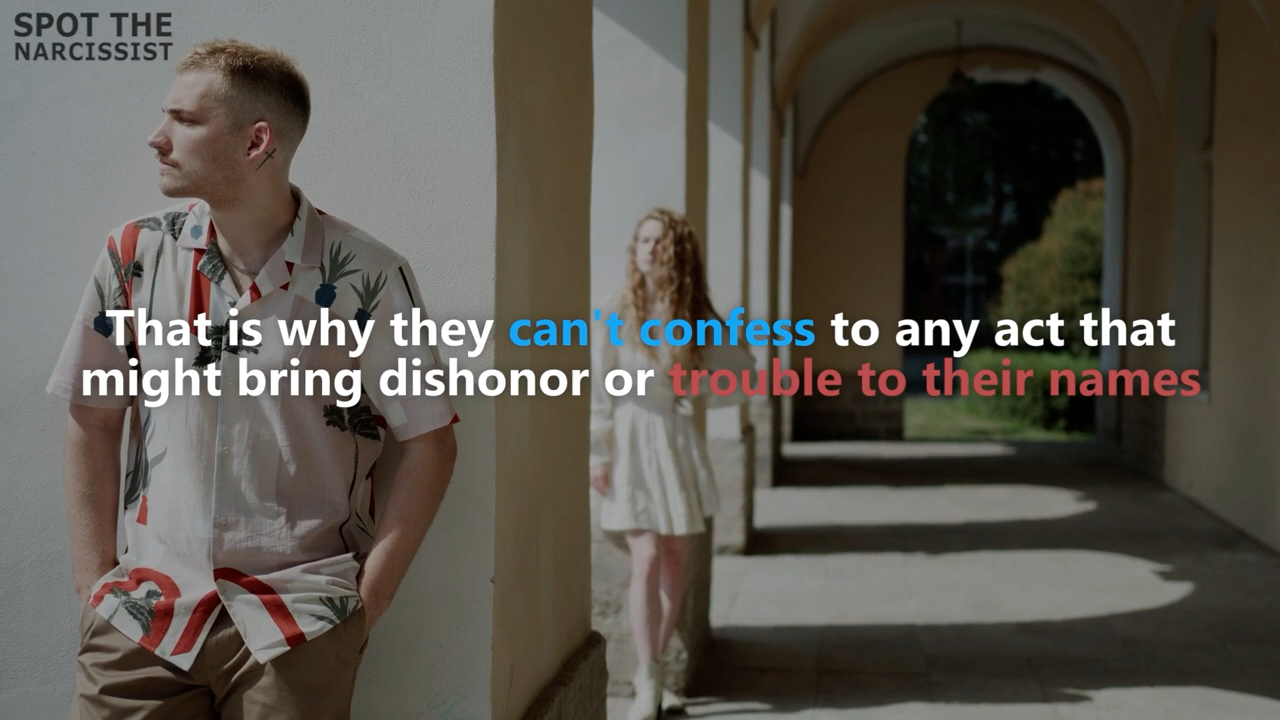 SPOT THE
NARCISSIST
That is why they can't confess to any act that
might bring dishonor or trouble to their names